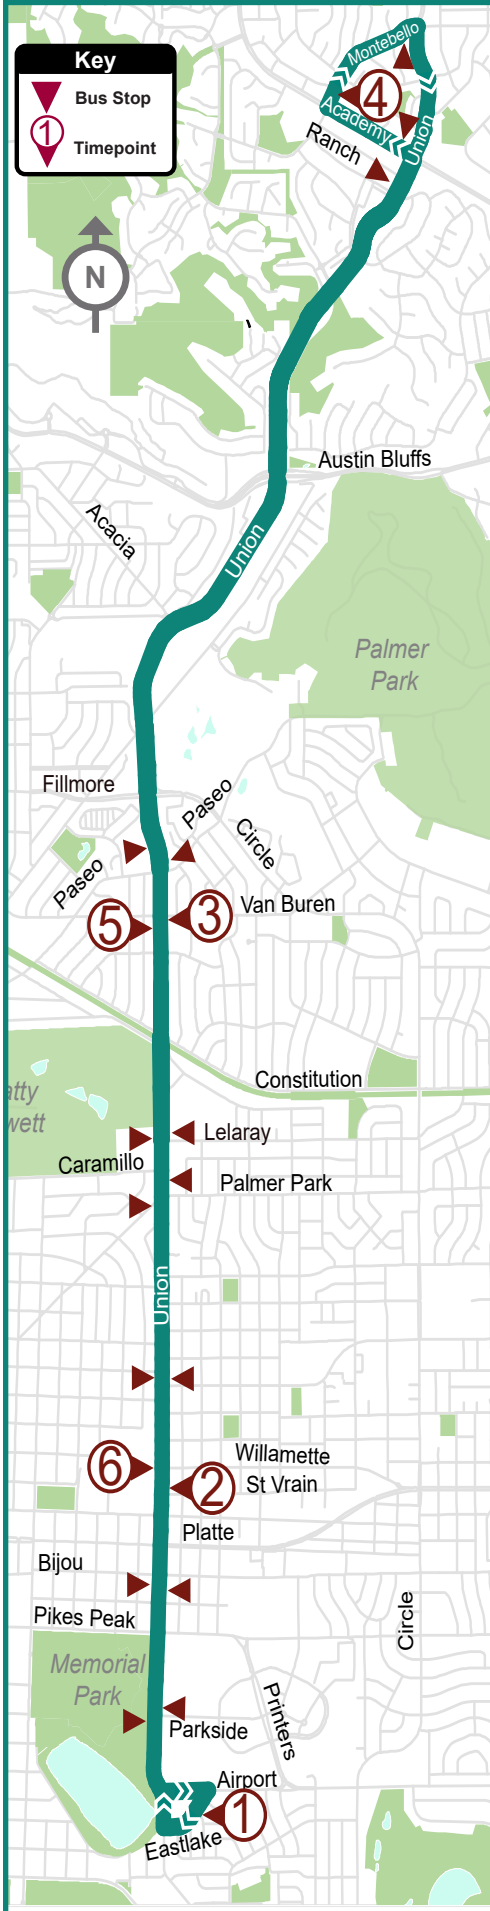 Key
Bus Stop
1
Timepoint
N
Montebello
4
Academy
Union
Ranch
Austin Bluffs
Acacia
Union
Palmer
Park
Fillmore
Paseo
Circle
Paseo
Van Buren
3
5
Constitution
atty
wett
Lelaray
Caramillo
Palmer Park
Union
Willamette
6
2
St Vrain
Platte
Bijou
Pikes Peak
Circle
Memorial
Park
Printers
Parkside
Airport
1
Eastlake